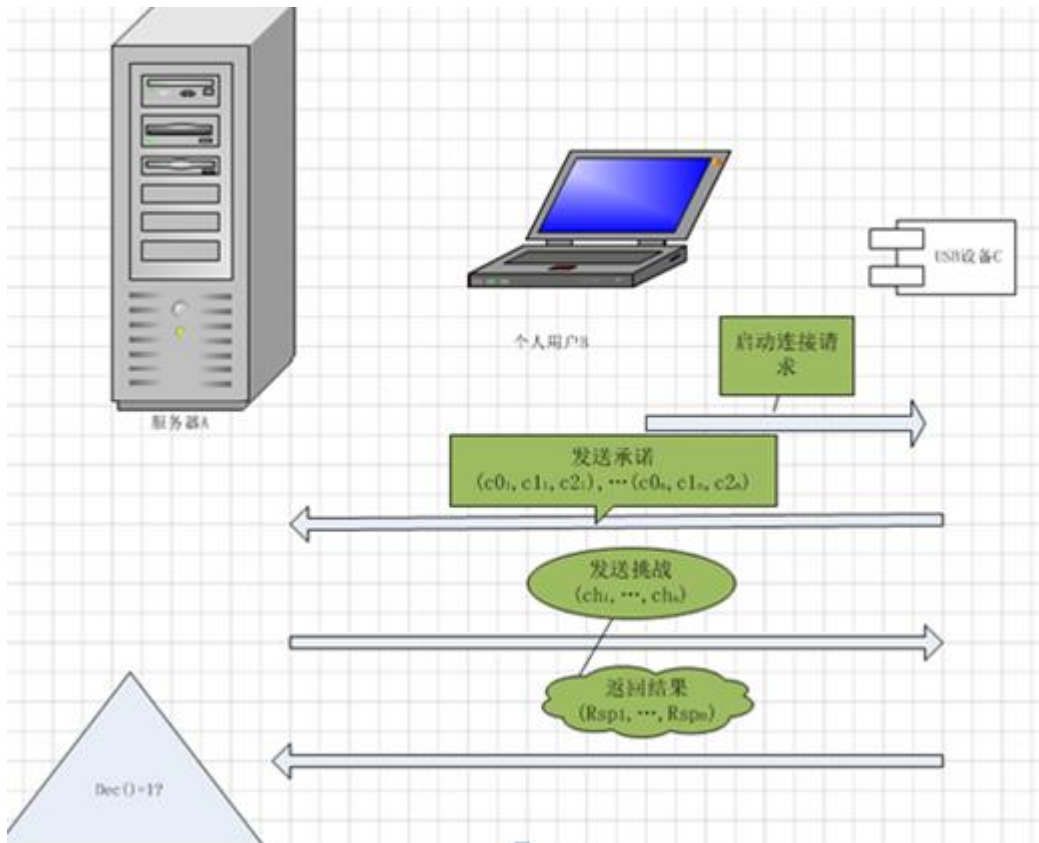 USB设备C
个人用户B
启动连接请
求
服务器A
发送承诺
(c0₁,c1₁,c2₁),…(c0ₙ,c1ₙ,c2ₙ)
发送挑战
(ch₁,…,chₙ)
返回结果
(Rsp₁,…,Rspₙ)
Dec()=1?